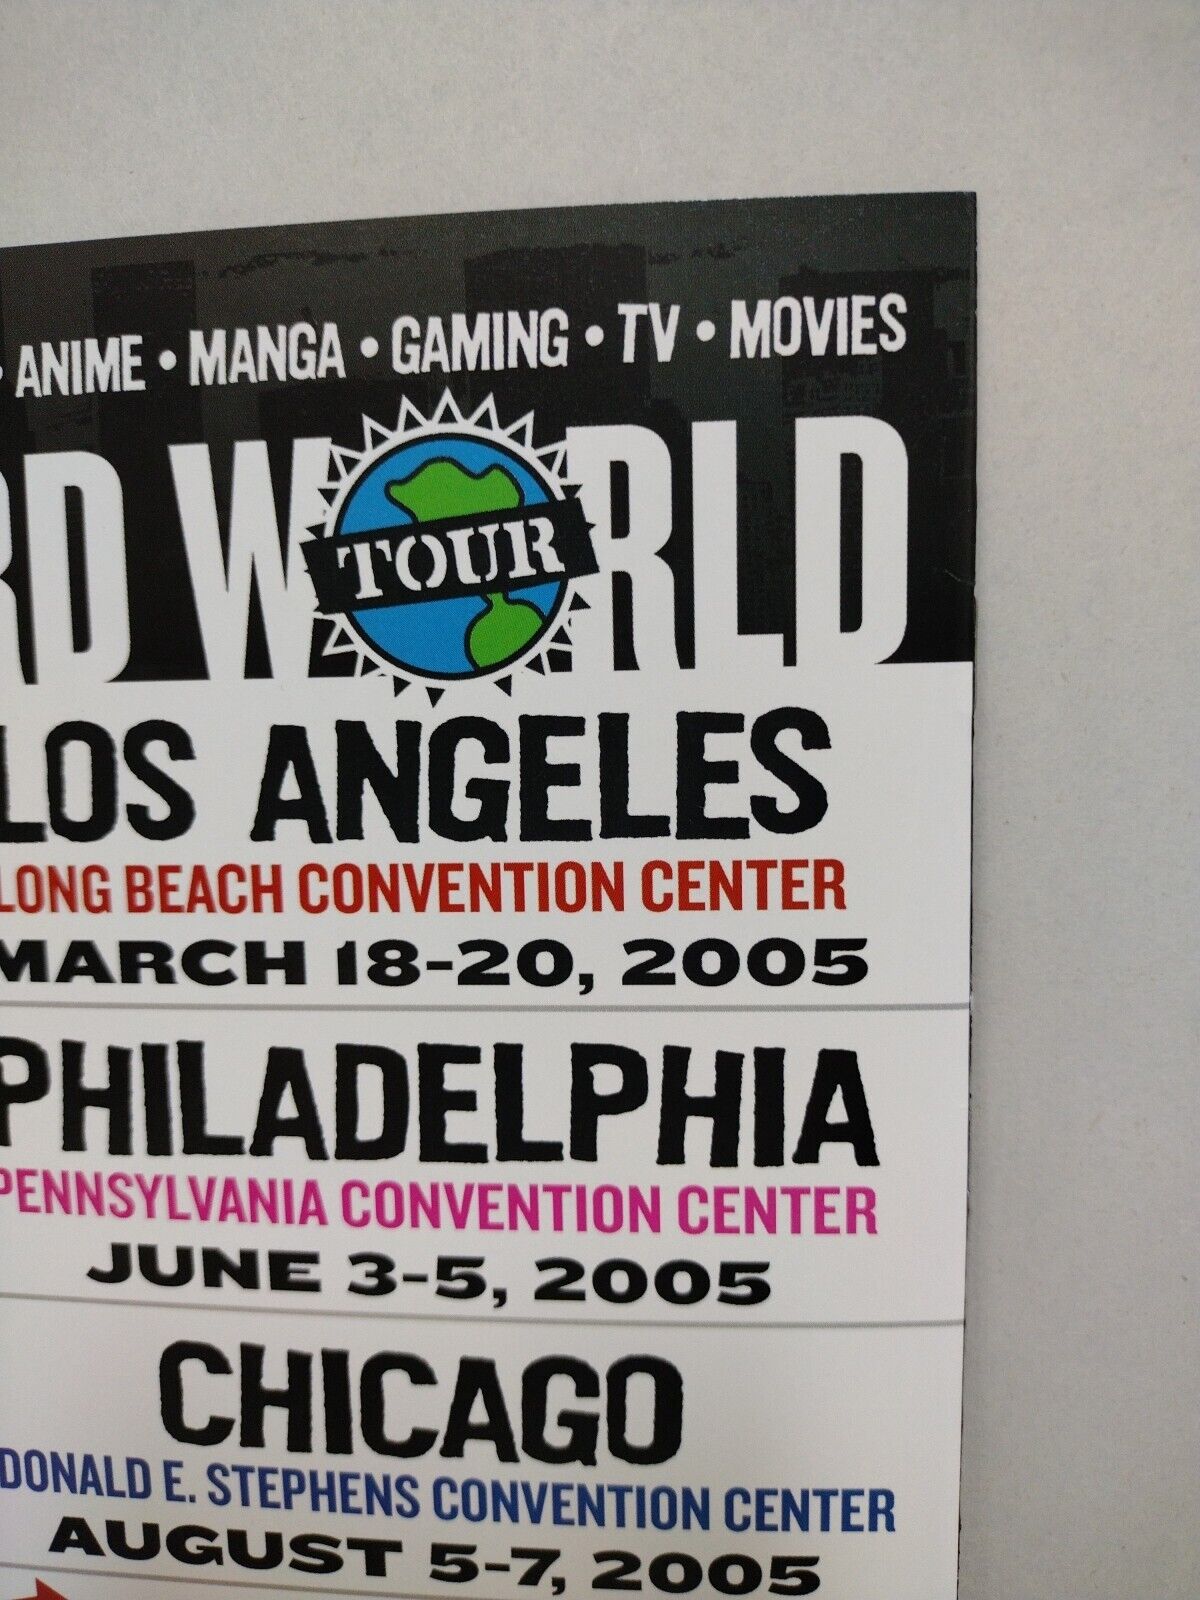 • ANIME • MANGA • GAMING • TV • MOVIES
RD WORLD
TOUR
LOS ANGELES
LONG BEACH CONVENTION CENTER
MARCH 18-20, 2005
PHILADELPHIA
PENNSYLVANIA CONVENTION CENTER
JUNE 3-5, 2005
CHICAGO
DONALD E. STEPHENS CONVENTION CENTER
AUGUST 5-7, 2005